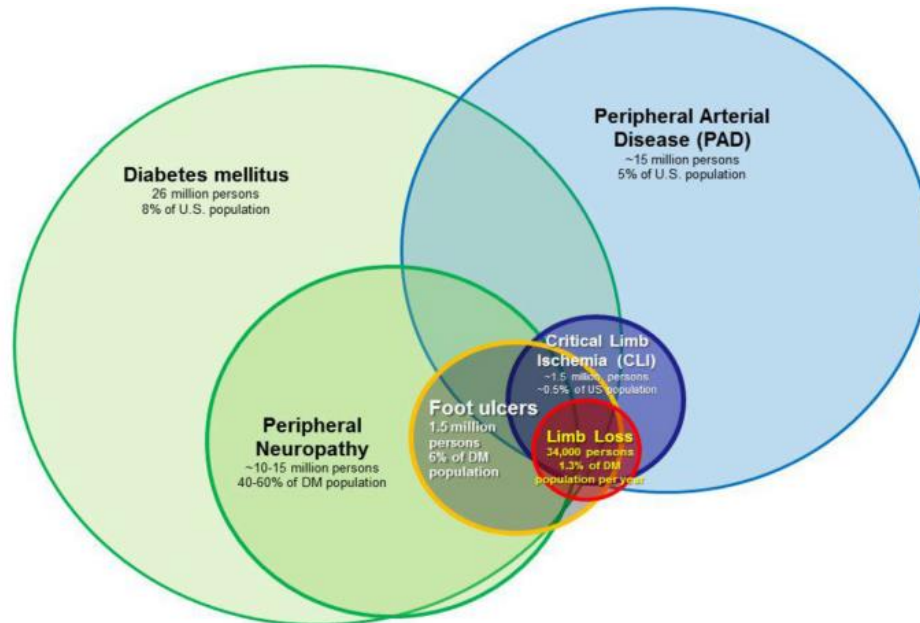 Peripheral Arterial
Disease (PAD)
~15 million persons
5% of U.S. population
Diabetes mellitus
26 million persons
8% of U.S. population
Critical Limb
Ischemia (CLI)
~1.5 million persons
~0.5% of US population
Foot ulcers
1.5 million
persons
6% of DM
population
Limb Loss
34,000 persons
1.3% of DM
population per year
Peripheral
Neuropathy
~10-15 million persons
40-60% of DM population